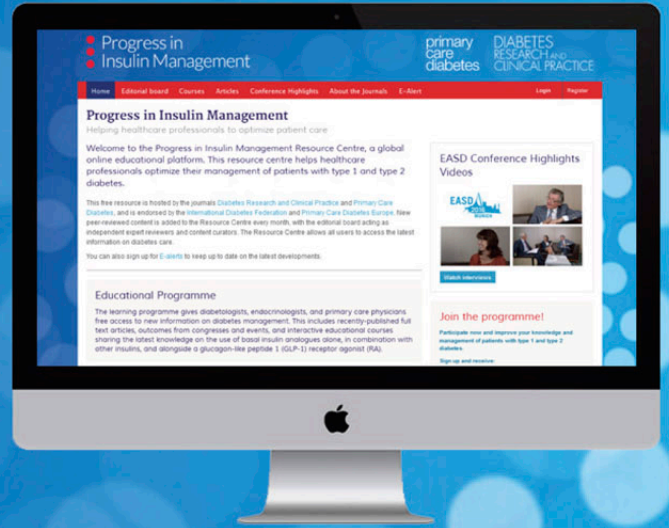 Progress in
Insulin Management
primary
care
diabetes
DIABETES
RESEARCH AND
CLINICAL PRACTICE
Home Editorial board Courses Articles Conference Highlights About the Journals E-Alert Login Register
Progress in Insulin Management
Helping healthcare professionals to optimize patient care
Welcome to the Progress in Insulin Management Resource Centre, a global
online educational platform. This resource centre helps healthcare
professionals optimize their management of patients with type 1 and type 2
diabetes.
This free resource is hosted by the journals Diabetes Research and Clinical Practice and Primary Care
Diabetes, and is endorsed by the International Diabetes Federation and Primary Care Diabetes Europe. New
peer-reviewed content is added to the Resource Centre every month, with the editorial board acting as
independent expert reviewers and content curators. The Resource Centre allows all users to access the latest
information on diabetes care.
You can also sign up for E-alerts to keep up to date on the latest developments.
Educational Programme
The learning programme gives diabetologists, endocrinologists, and primary care physicians
free access to new information on diabetes management. This includes recently-published full
text articles, outcomes from congresses and events, and interactive educational courses
sharing the latest knowledge on the use of basal insulin analogues alone, in combination with
other insulins, and alongside a glucagon-like peptide 1 (GLP-1) receptor agonist (RA).
EASD Conference Highlights
Videos
EASD
Watch interviews
Join the programme!
Participate now and improve your knowledge and
management of patients with type 1 and type 2
diabetes.
Sign up and receive: